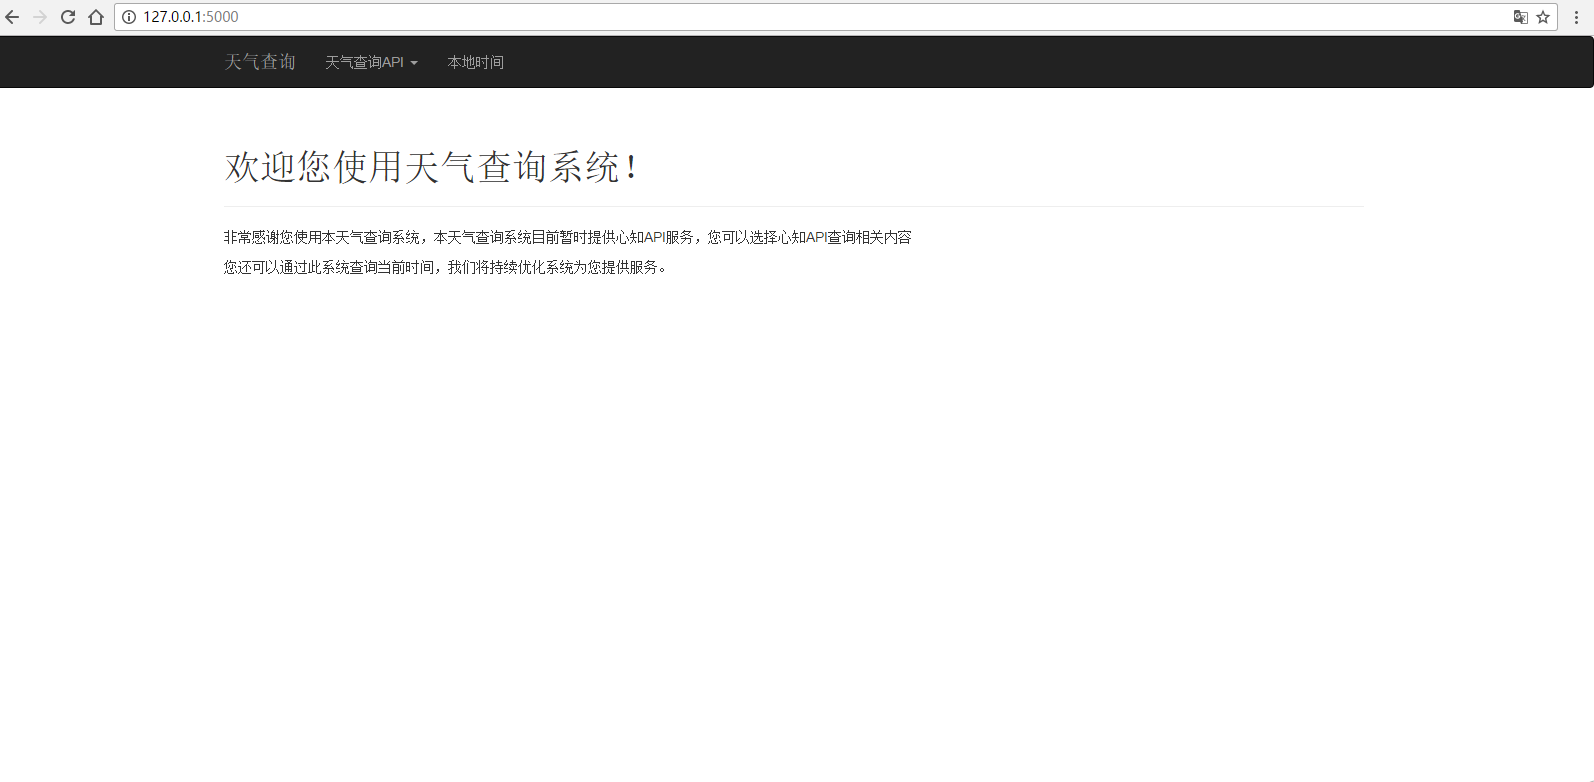 127.0.0.1:5000
天气查询 天气查询API 本地时间
欢迎您使用天气查询系统！
非常感谢您使用本天气查询系统，本天气查询系统目前暂时提供心知API服务，您可以选择心知API查询相关内容
您还可以通过此系统查询当前时间，我们将持续优化系统为您提供服务。